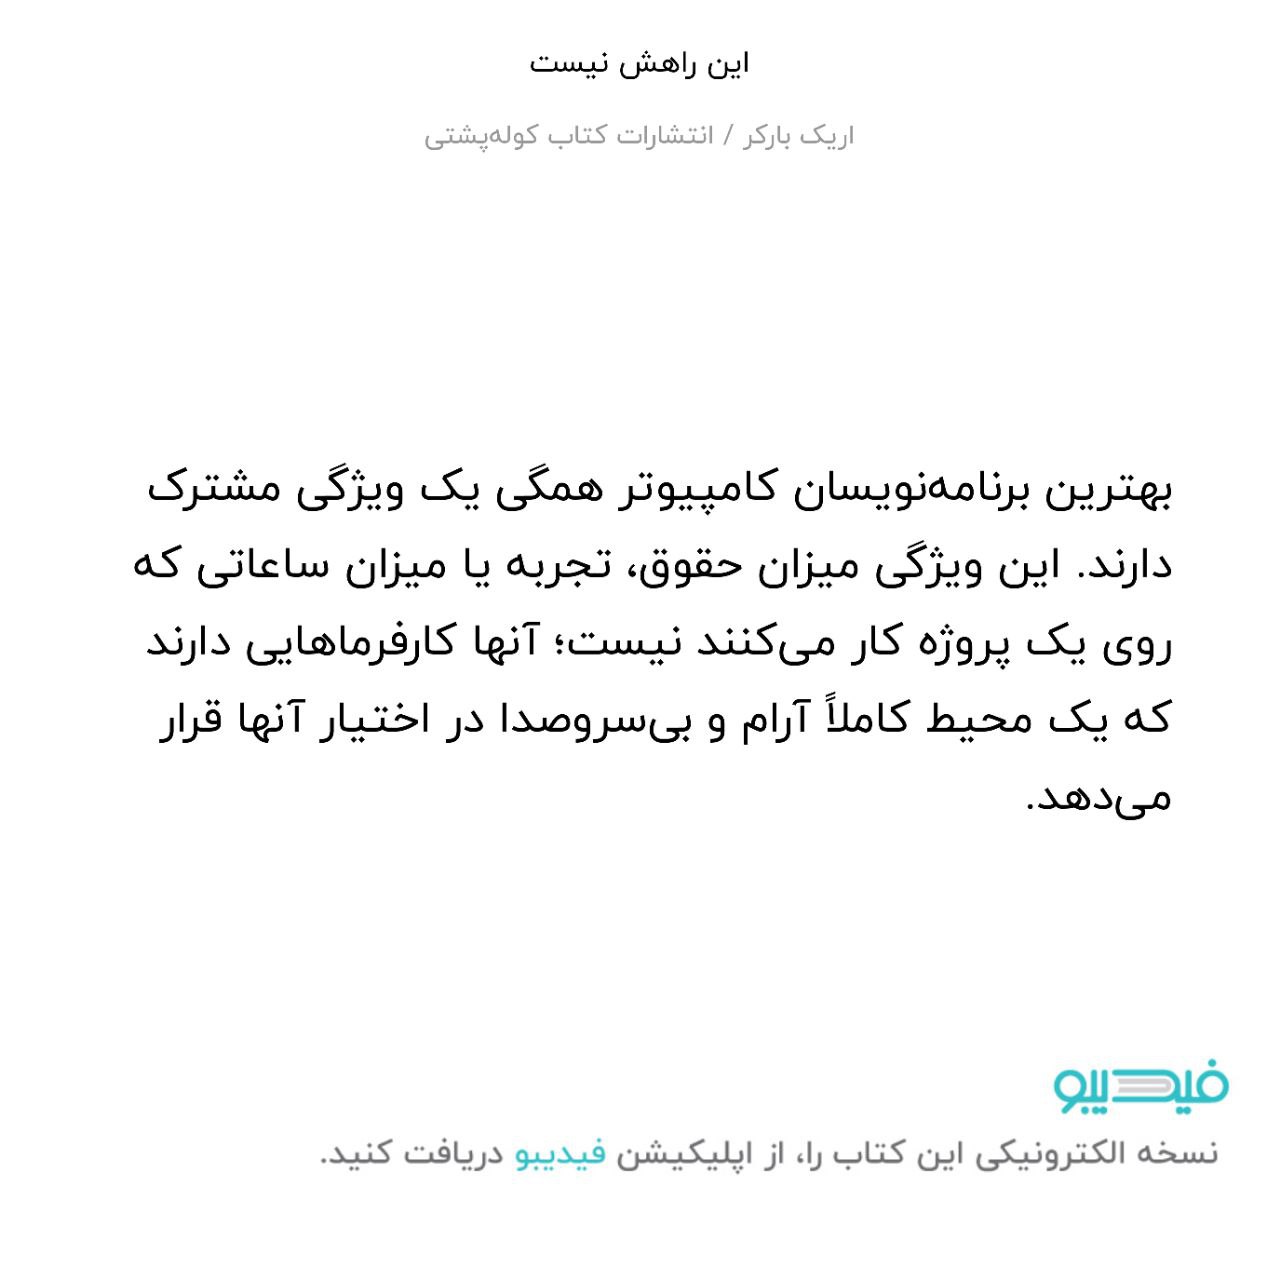 این راهش نیست
اریک بارکر / انتشارات کتاب کوله‌پشتی
بهترین برنامه‌نویسان کامپیوتر همگی یک ویژگی مشترک
دارند. این ویژگی میزان حقوق، تجربه یا میزان ساعاتی که
روی یک پروژه کار می‌کنند نیست؛ آنها کارفرماهایی دارند
که یک محیط کاملاً آرام و بی‌سروصدا در اختیار آنها قرار
می‌دهد.
فیدیبو
نسخه الکترونیکی این کتاب را، از اپلیکیشن فیدیبو دریافت کنید.